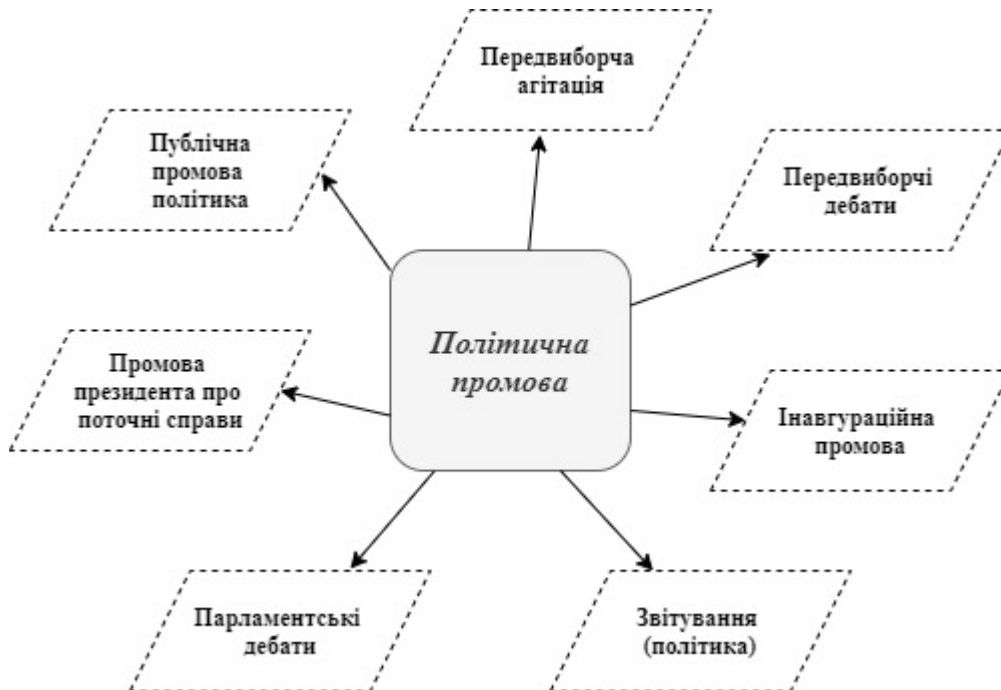 Передвиборча
агітація
Публічна
промова
політика
Передвиборчі
дебати
Політична
промова
Промова
президента про
поточні справи
Інавгураційна
промова
Парламентські
дебати
Звітування
(політика)